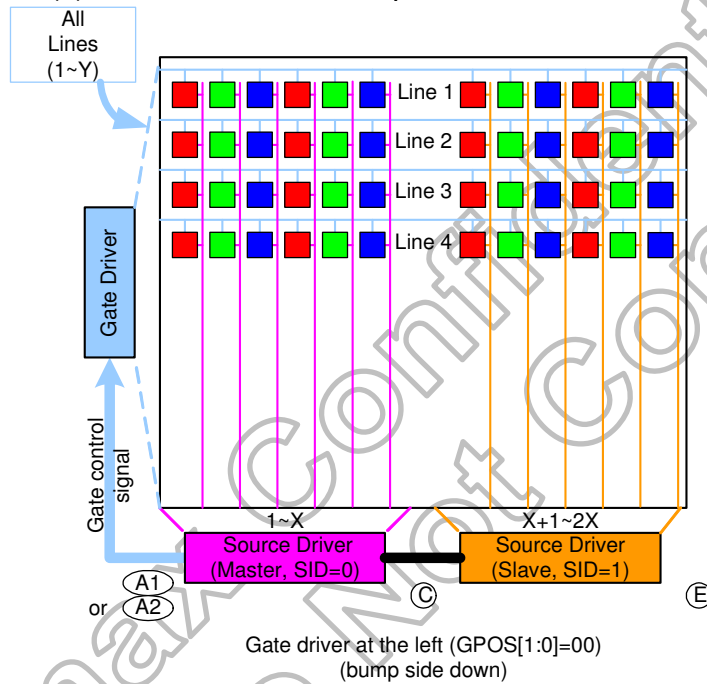 All
Lines
(1~Y)
Line 1
Line 2
Line 3
Line 4
Gate Driver
Gate control
signal
1~X
X+1~2X
Source Driver
(Master, SID=0)
Source Driver
(Slave, SID=1)
A1
or A2
C
E
Gate driver at the left (GPOS[1:0]=00)
(bump side down)